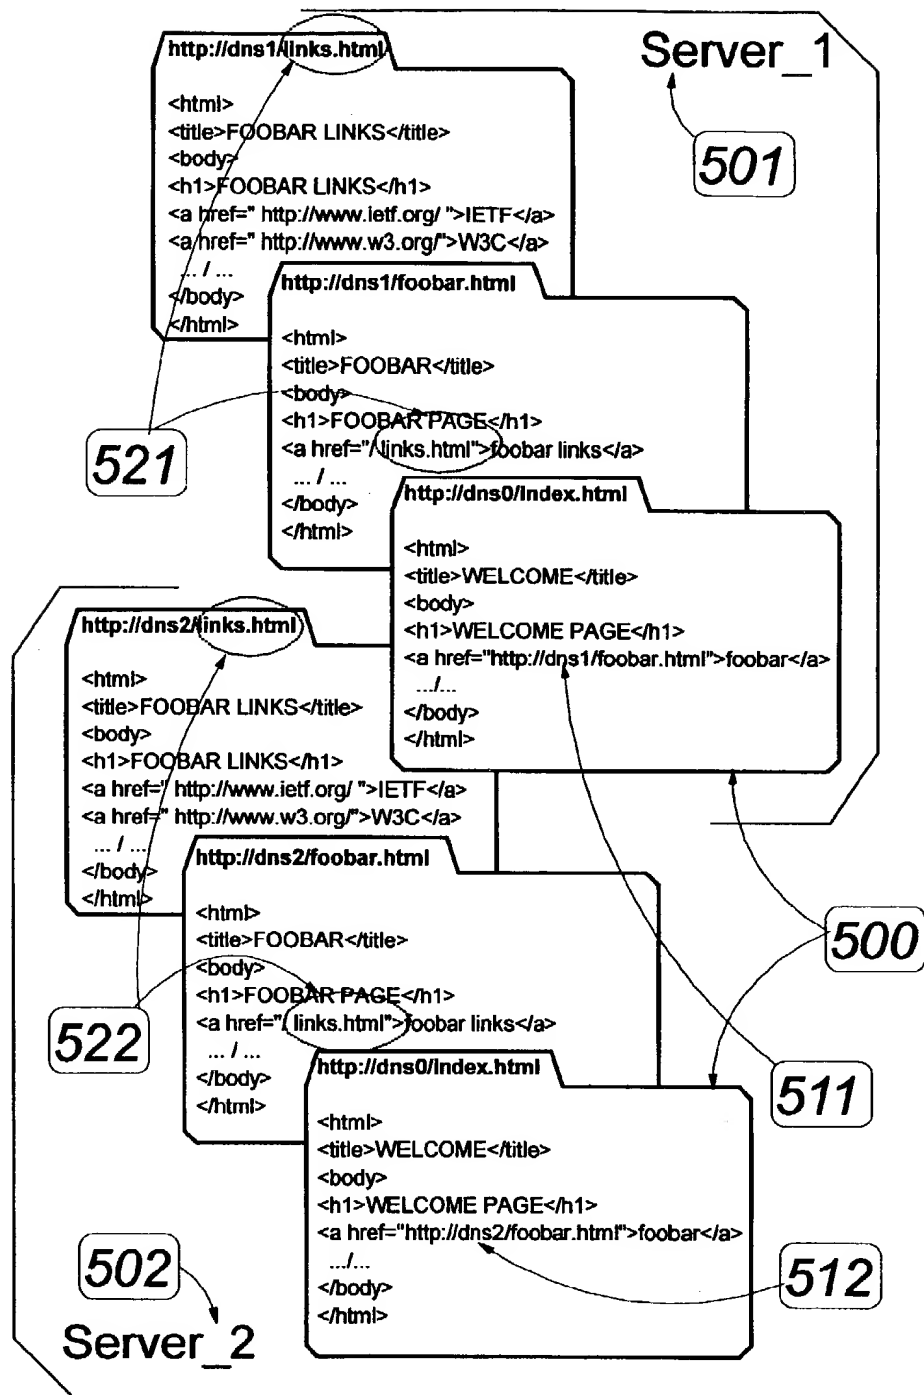 http://dns1/links.html
Server_1
<html>
<title>FOOBAR LINKS</title>
<body>
<h1>FOOBAR LINKS</h1>
<a href=" http://www.ietf.org/ ">IETF</a>
<a href=" http://www.w3.org/">W3C</a>
... / ...
</body>
</html>
501
http://dns1/foobar.html
<html>
<title>FOOBAR</title>
<body>
<h1>FOOBAR PAGE</h1>
<a href="/ links.html">foobar links</a>
... / ...
</body>
</html>
521
http://dns0/index.html
<html>
<title>WELCOME</title>
<body>
<h1>WELCOME PAGE</h1>
<a href="http://dns1/foobar.html">foobar</a>
.../...
</body>
</html>
http://dns2/links.html
<html>
<title>FOOBAR LINKS</title>
<body>
<h1>FOOBAR LINKS</h1>
<a href=" http://www.ietf.org/ ">IETF</a>
<a href=" http://www.w3.org/">W3C</a>
... / ...
</body>
</html>
http://dns2/foobar.html
<html>
<title>FOOBAR</title>
<body>
<h1>FOOBAR PAGE</h1>
<a href="/ links.html">foobar links</a>
... / ...
</body>
</html>
500
522
511
http://dns0/index.html
<html>
<title>WELCOME</title>
<body>
<h1>WELCOME PAGE</h1>
<a href="http://dns2/foobar.html">foobar</a>
.../...
</body>
</html>
502
512
Server_2